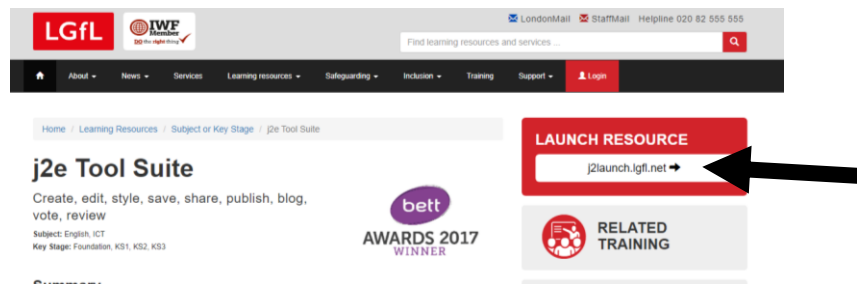 LGfL
IWF
Member
DO the right thing
LondonMail StaffMail Helpline 020 82 555 555
Find learning resources and services ...
About News Services Learning resources Safeguarding Inclusion Training Support Login
Home / Learning Resources / Subject or Key Stage / j2e Tool Suite
j2e Tool Suite
Create, edit, style, save, share, publish, blog,
vote, review
Subject: English, ICT
Key Stage: Foundation, KS1, KS2, KS3
bett
AWARDS 2017
WINNER
LAUNCH RESOURCE
j2launch.lgfl.net
RELATED
TRAINING